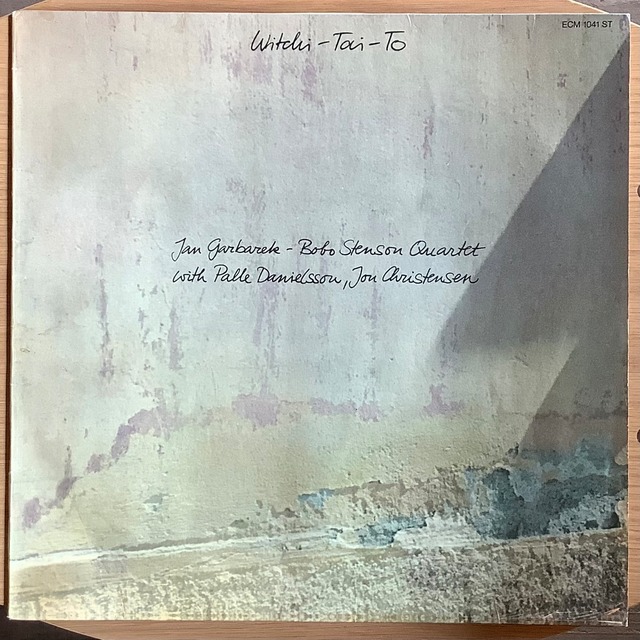 Witchi-Tai-To
ECM 1041 ST
Jan Garbarek - Bobo Stenson Quartet
with Palle Danielsson, Jon Christensen